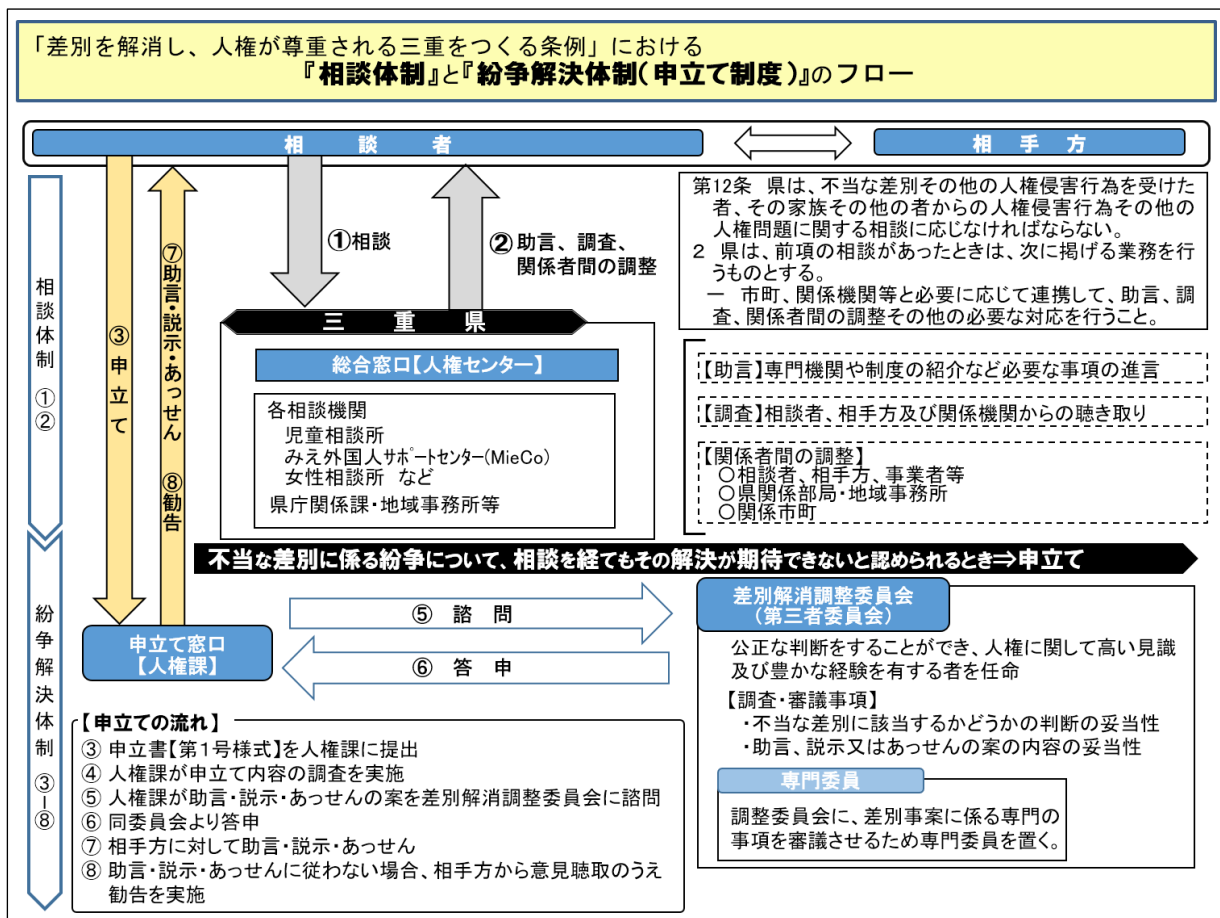 「差別を解消し、人権が尊重される三重をつくる条例」における
『相談体制』と『紛争解決体制(申立て制度)』のフロー
相談者
相手方
相談体制①②
紛争解決体制③－⑧
③申立て
⑦助言・説示・あっせん ⑧勧告
①相談
②助言、調査、
関係者間の調整
三重県
総合窓口【人権センター】
各相談機関
児童相談所
みえ外国人サポートセンター(MieCo)
女性相談所 など
県庁関係課・地域事務所等
第12条 県は、不当な差別その他の人権侵害行為を受けた
者、その家族その他の者からの人権侵害行為その他の
人権問題に関する相談に応じなければならない。
2 県は、前項の相談があったときは、次に掲げる業務を行
うものとする。
一 市町、関係機関等と必要に応じて連携して、助言、調
査、関係者間の調整その他の必要な対応を行うこと。
【助言】専門機関や制度の紹介など必要な事項の進言
【調査】相談者、相手方及び関係機関からの聴き取り
【関係者間の調整】
○相談者、相手方、事業者等
○県関係部局・地域事務所
○関係市町
不当な差別に係る紛争について、相談を経てもその解決が期待できないと認められるとき⇒申立て
申立て窓口
【人権課】
⑤ 諮問
⑥ 答申
差別解消調整委員会
(第三者委員会)
公正な判断をすることができ、人権に関して高い見識
及び豊かな経験を有する者を任命
【調査・審議事項】
・不当な差別に該当するかどうかの判断の妥当性
・助言、説示又はあっせんの案の内容の妥当性
専門委員
調整委員会に、差別事案に係る専門の
事項を審議させるため専門委員を置く。
【申立ての流れ】
③ 申立書【第1号様式】を人権課に提出
④ 人権課が申立て内容の調査を実施
⑤ 人権課が助言・説示・あっせんの案を差別解消調整委員会に諮問
⑥ 同委員会より答申
⑦ 相手方に対して助言・説示・あっせん
⑧ 助言・説示・あっせんに従わない場合、相手方から意見聴取のうえ
勧告を実施